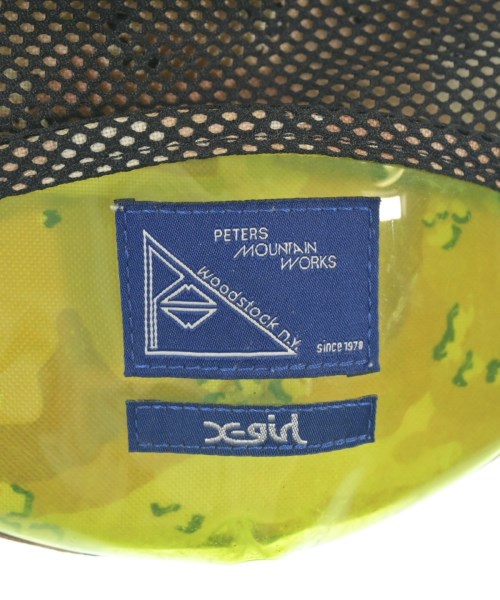 PETERS
MOUNTAIN
WORKS
Woodstock n.y.
since 1978
X-girl